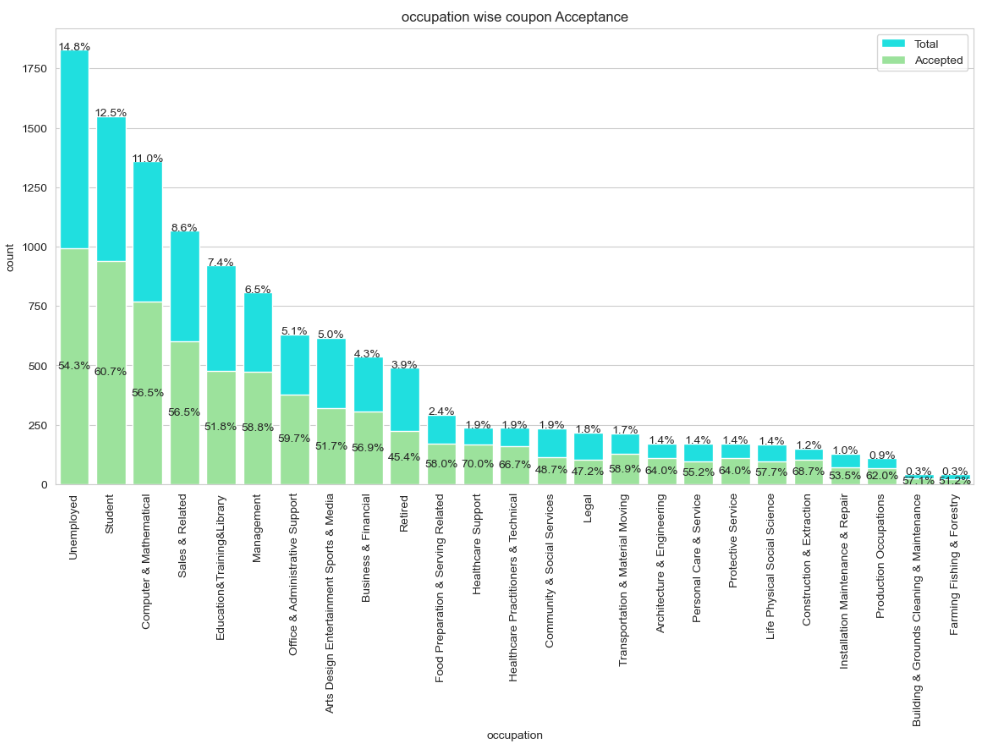 occupation wise coupon Acceptance
Total
Accepted
count
1750
1500
1250
1000
750
500
250
0
14.8%
12.5%
11.0%
8.6%
7.4%
6.5%
5.1%
5.0%
4.3%
3.9%
2.4%
1.9%
1.9%
1.9%
1.8%
1.7%
1.4%
1.4%
1.4%
1.4%
1.2%
1.0%
0.9%
0.3%
0.3%
54.3%
60.7%
56.5%
56.5%
51.8%
58.8%
59.7%
51.7%
56.9%
45.4%
58.0%
70.0%
66.7%
48.7%
47.2%
58.9%
64.0%
55.2%
64.0%
57.7%
68.7%
53.5%
62.0%
57.1%
51.2%
Unemployed
Student
Computer & Mathematical
Sales & Related
Education&Training&Library
Management
Office & Administrative Support
Arts Design Entertainment Sports & Media
Business & Financial
Retired
Food Preparation & Serving Related
Healthcare Support
Healthcare Practitioners & Technical
Community & Social Services
Legal
Transportation & Material Moving
Architecture & Engineering
Personal Care & Service
Protective Service
Life Physical Social Science
Construction & Extraction
Installation Maintenance & Repair
Production Occupations
Building & Grounds Cleaning & Maintenance
Farming Fishing & Forestry
occupation